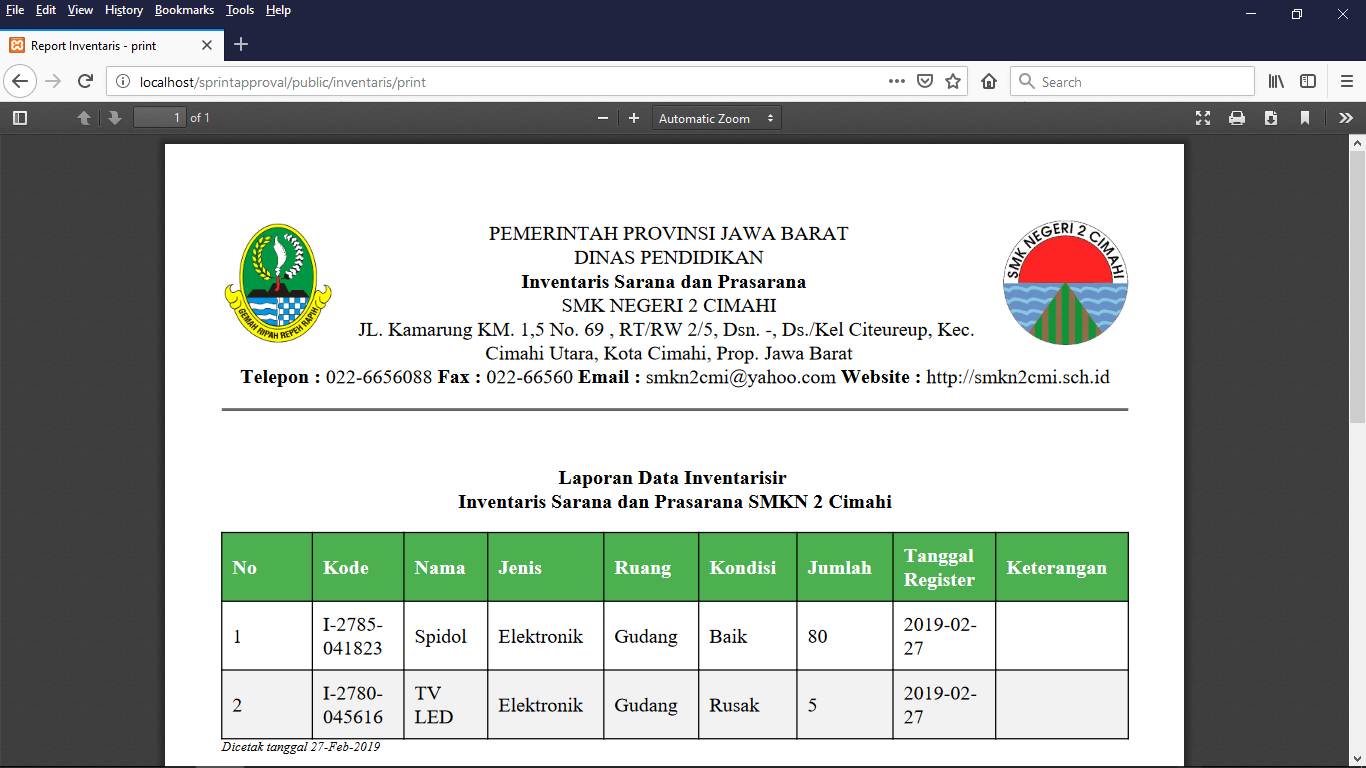 File Edit View History Bookmarks Tools Help
Report Inventaris - print
localhost/sprintapproval/public/inventaris/print
Search
1 of 1
Automatic Zoom
GEMAH RIPAH REPEH RAPIH
SMK NEGERI 2 CIMAHI
PEMERINTAH PROVINSI JAWA BARAT
DINAS PENDIDIKAN
Inventaris Sarana dan Prasarana
SMK NEGERI 2 CIMAHI
JL. Kamarung KM. 1,5 No. 69 , RT/RW 2/5, Dsn. -, Ds./Kel Citeureup, Kec.
Cimahi Utara, Kota Cimahi, Prop. Jawa Barat
Telepon : 022-6656088 Fax : 022-66560 Email : smkn2cmi@yahoo.com Website : http://smkn2cmi.sch.id
Laporan Data Inventarisir
Inventaris Sarana dan Prasarana SMKN 2 Cimahi
No Kode Nama Jenis Ruang Kondisi Jumlah Tanggal Register Keterangan
1 I-2785-041823 Spidol Elektronik Gudang Baik 80 2019-02-27
2 I-2780-045616 TV LED Elektronik Gudang Rusak 5 2019-02-27
Dicetak tanggal 27-Feb-2019